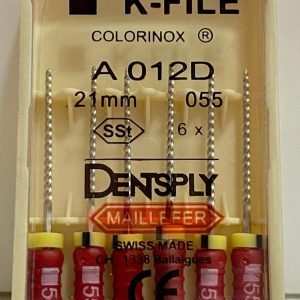 K-FILE
COLORINOX ®
A 012D
21mm 055
SSt 6 x
DENTSPLY
MAILLEFER
SWISS MADE
CH-1338 Ballaigues
CE